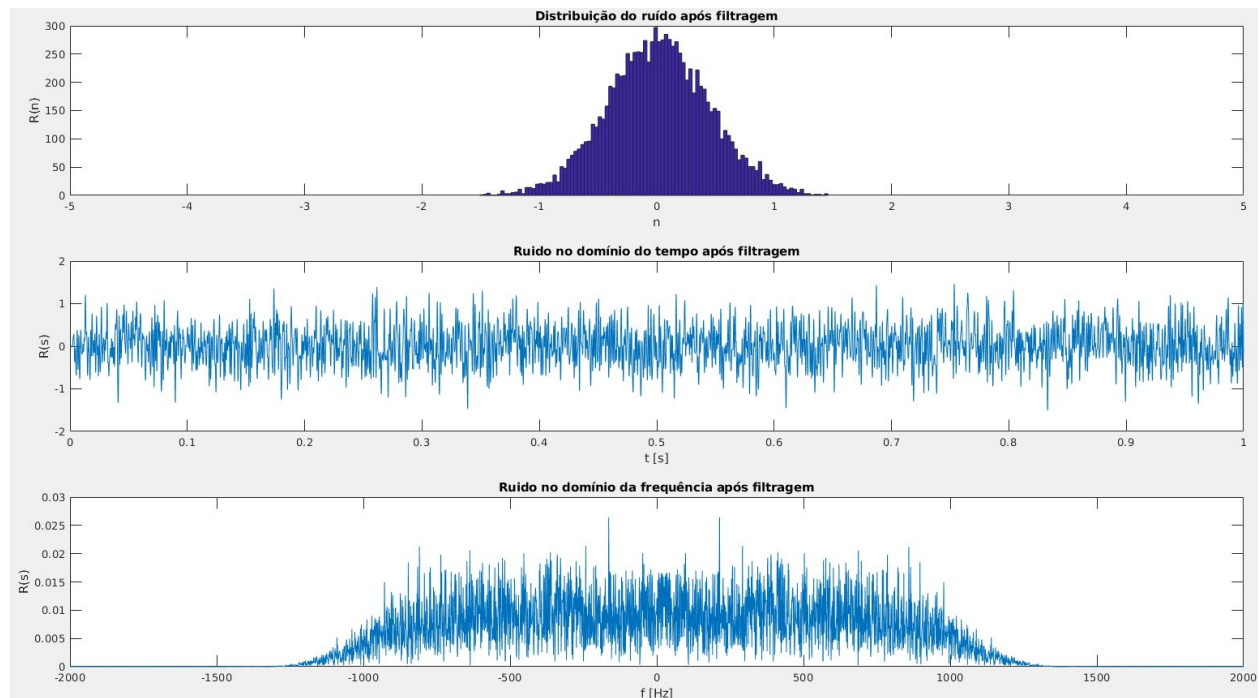 Distribuição do ruído após filtragem
300
250
200
150
100
50
0
R(n)
-5 -4 -3 -2 -1 0 1 2 3 4 5
n
Ruido no domínio do tempo após filtragem
2
1
0
-1
-2
R(s)
0 0.1 0.2 0.3 0.4 0.5 0.6 0.7 0.8 0.9 1
t [s]
Ruido no domínio da frequência após filtragem
0.03
0.025
0.02
0.015
0.01
0.005
0
R(s)
-2000 -1500 -1000 -500 0 500 1000 1500 2000
f [Hz]